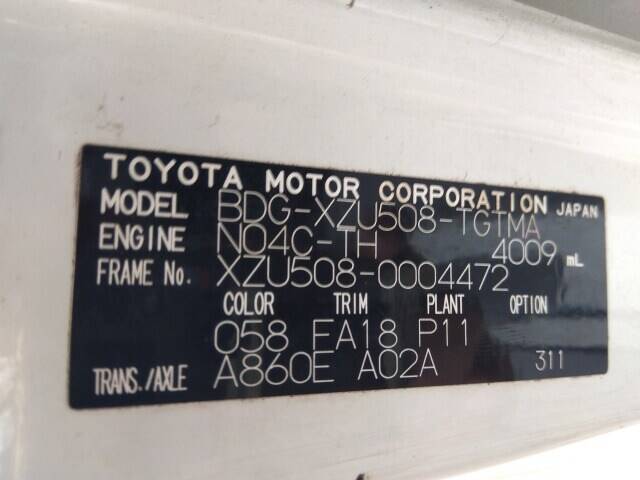 TOYOTA MOTOR CORPORATION JAPAN
MODEL BDG-XZU508-TGTMA
ENGINE N04C-TH 4009 mL
FRAME No. XZU508-0004472
COLOR TRIM PLANT OPTION
058 FA18 P11
TRANS./AXLE A860E A02A 311